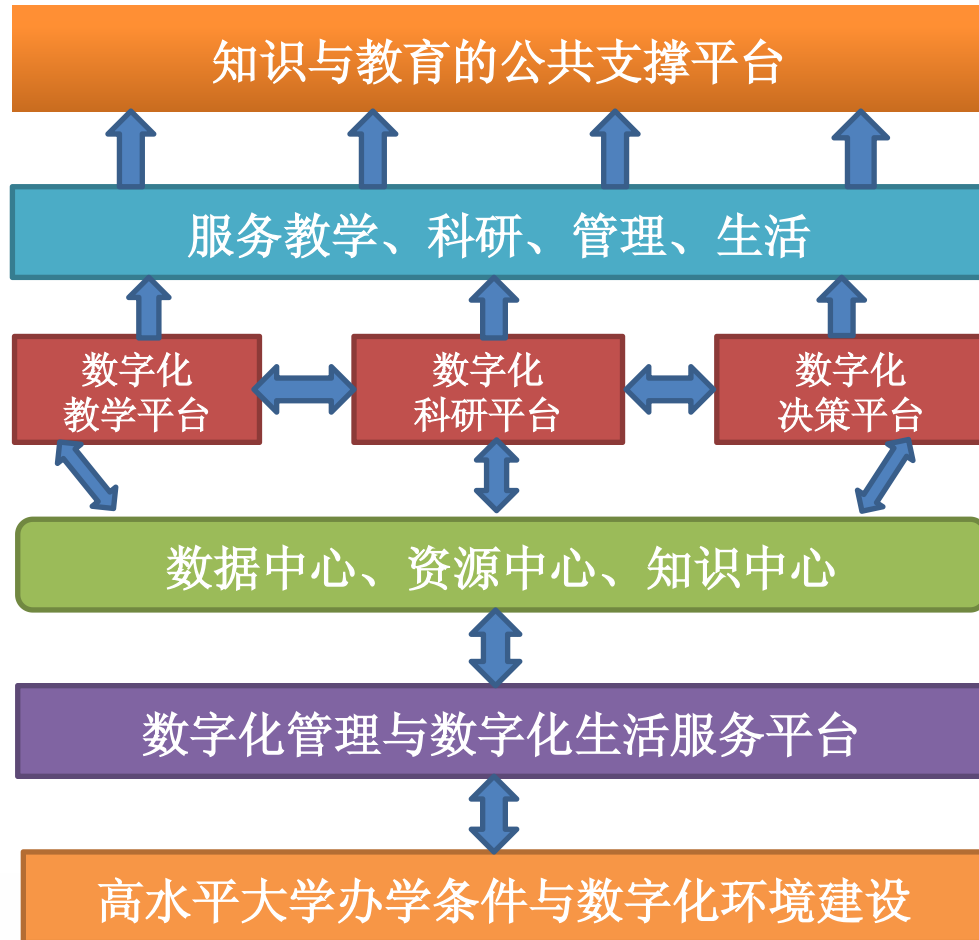 知识与教育的公共支撑平台
服务教学、科研、管理、生活
数字化
教学平台
数字化
科研平台
数字化
决策平台
数据中心、资源中心、知识中心
数字化管理与数字化生活服务平台
高水平大学办学条件与数字化环境建设